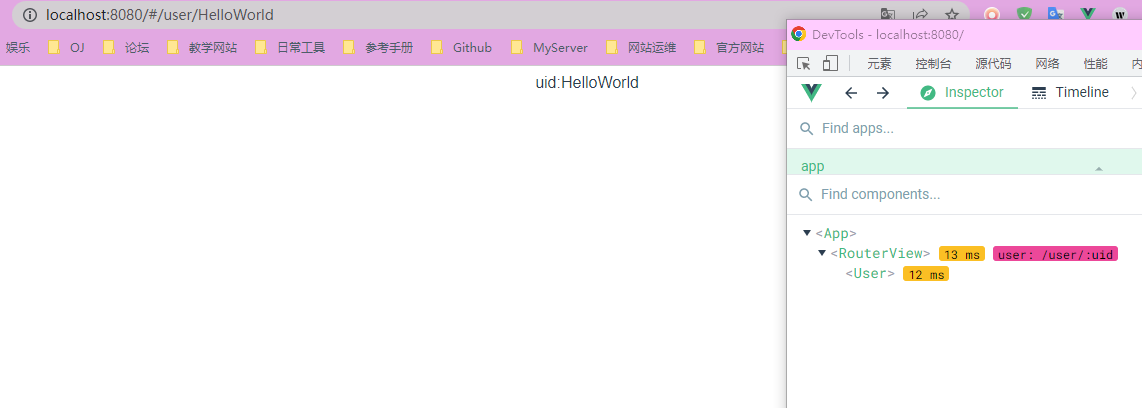 localhost:8080/#/user/HelloWorld
娱乐 OJ 论坛 教学网站 日常工具 参考手册 Github MyServer 网站运维 官方网站
uid:HelloWorld
DevTools - localhost:8080/
元素 控制台 源代码 网络 性能 内
Inspector Timeline
Find apps...
app
Find components...
<App>
<RouterView> 13 ms user: /user/:uid
<User> 12 ms